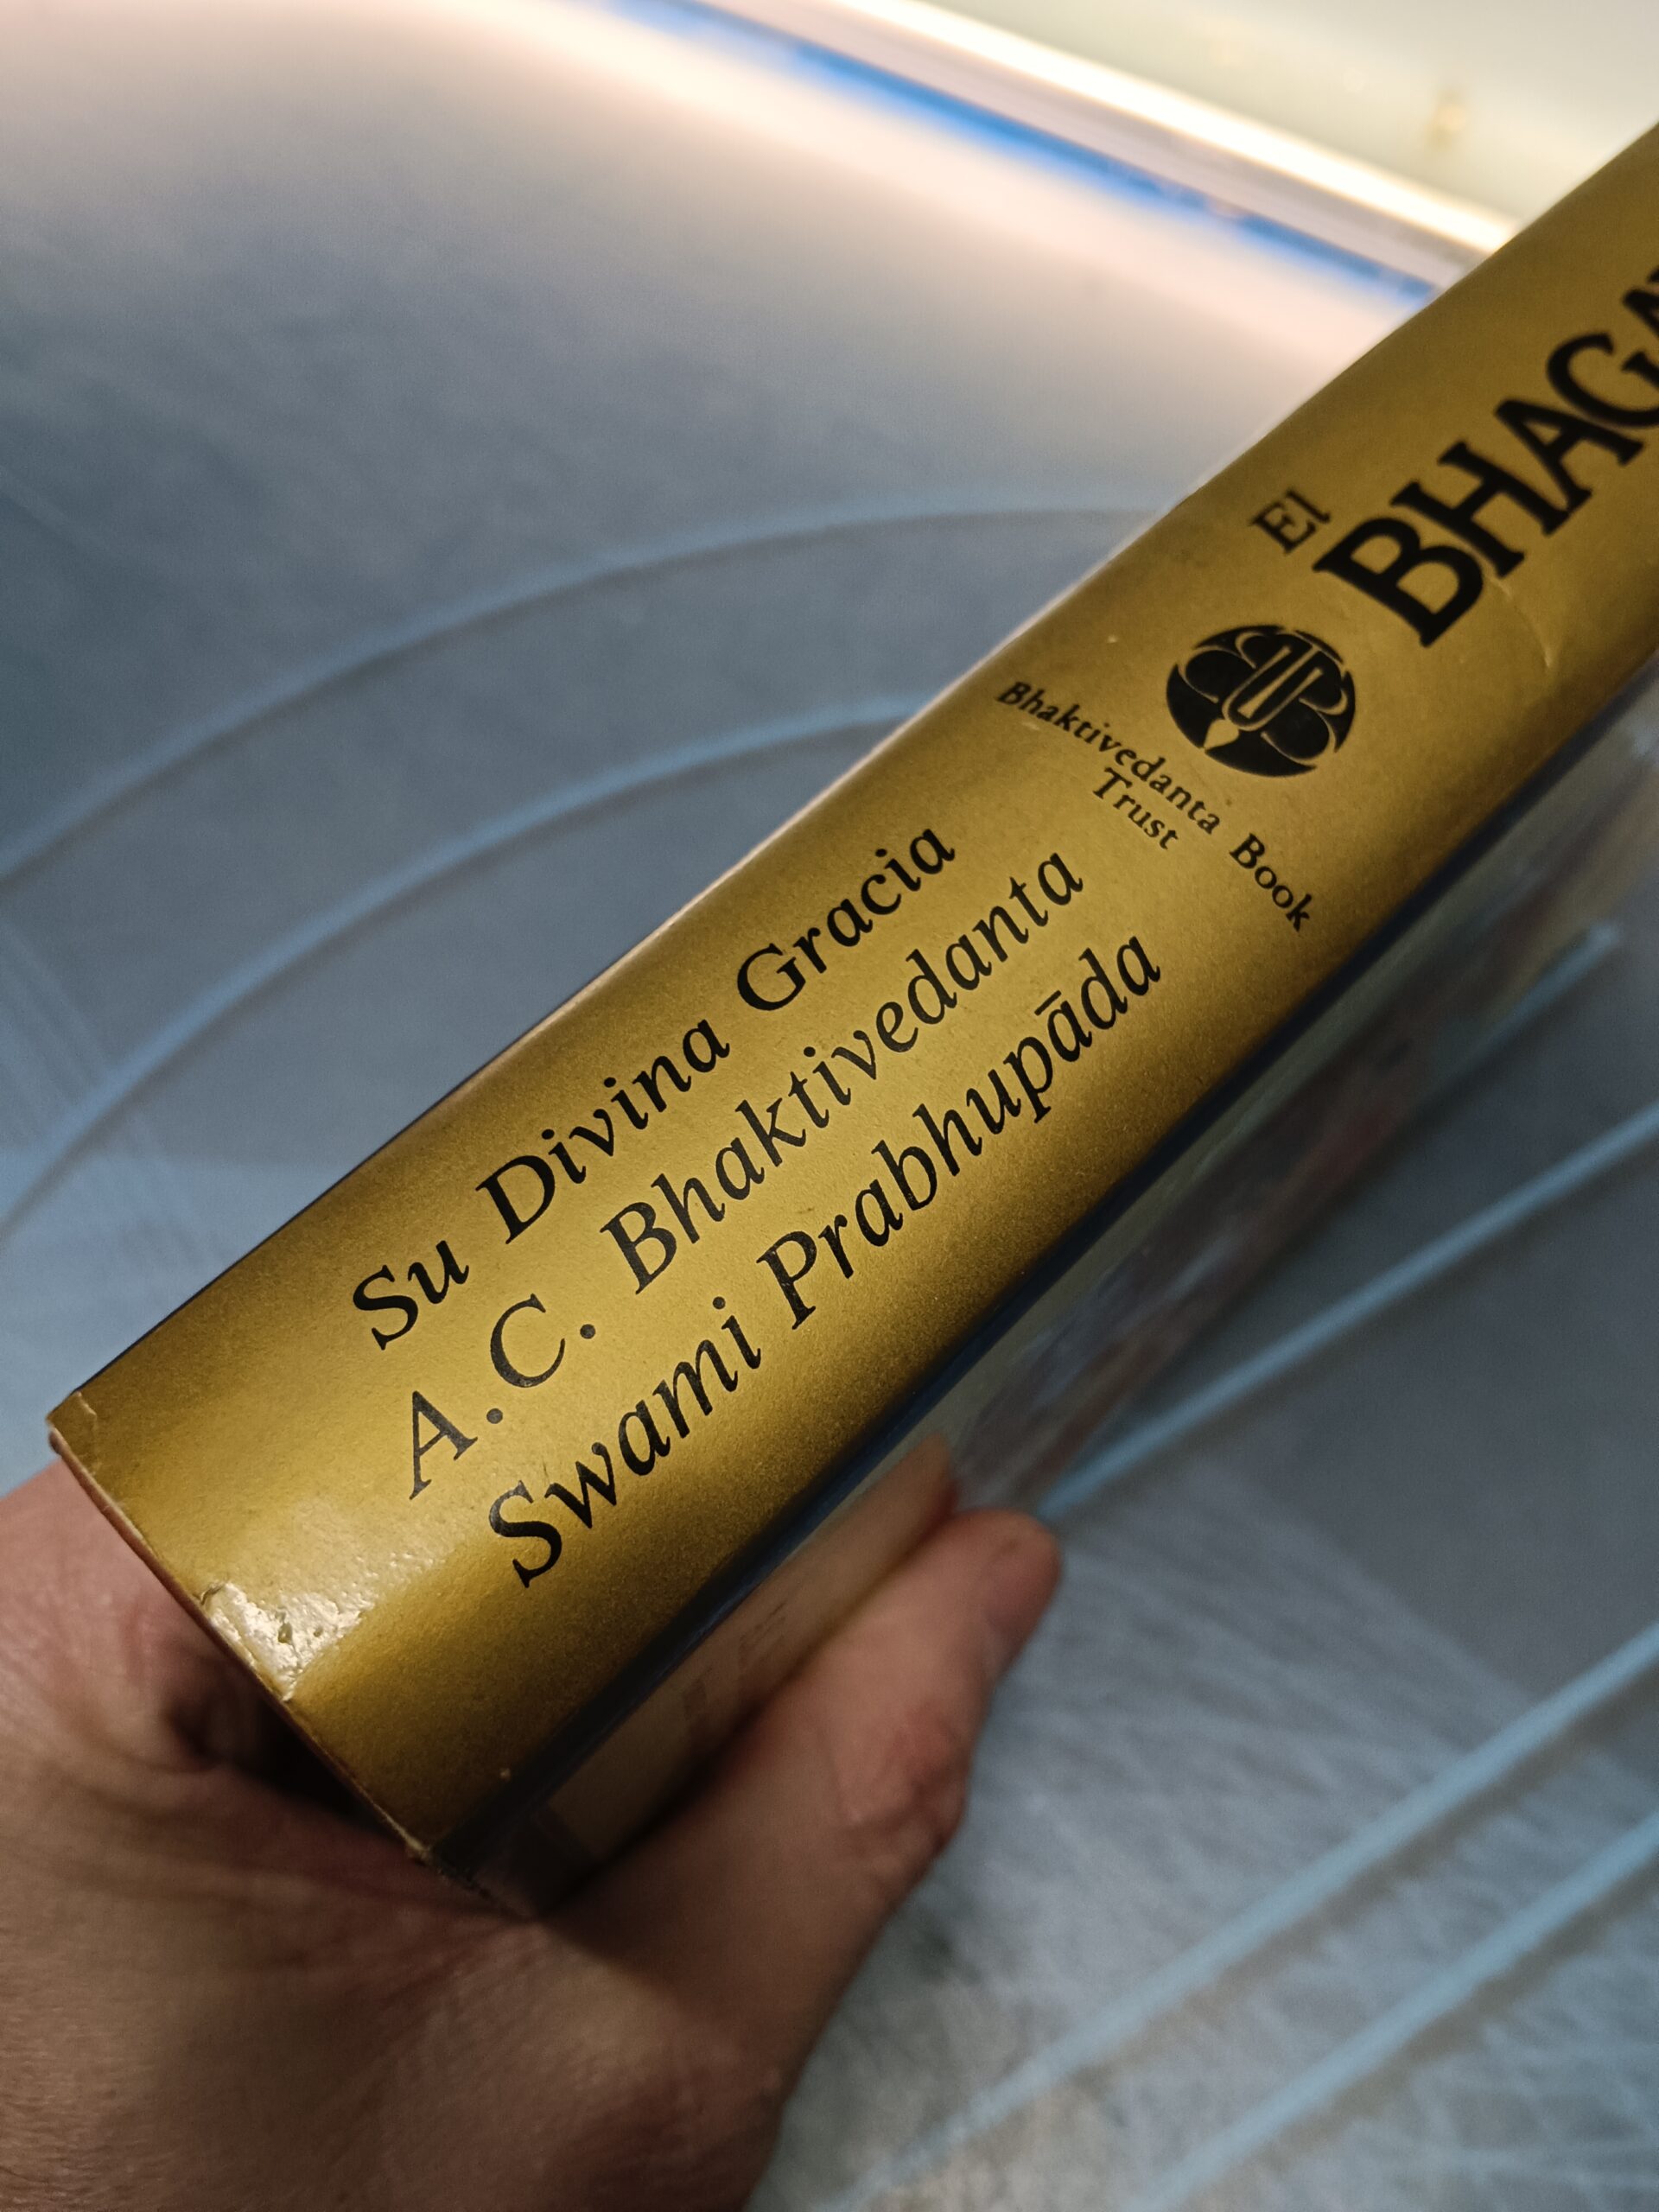 El
BHAGA
Bhaktivedanta Book
Trust
Su Divina Gracia
A.C. Bhaktivedanta
Swami Prabhupāda